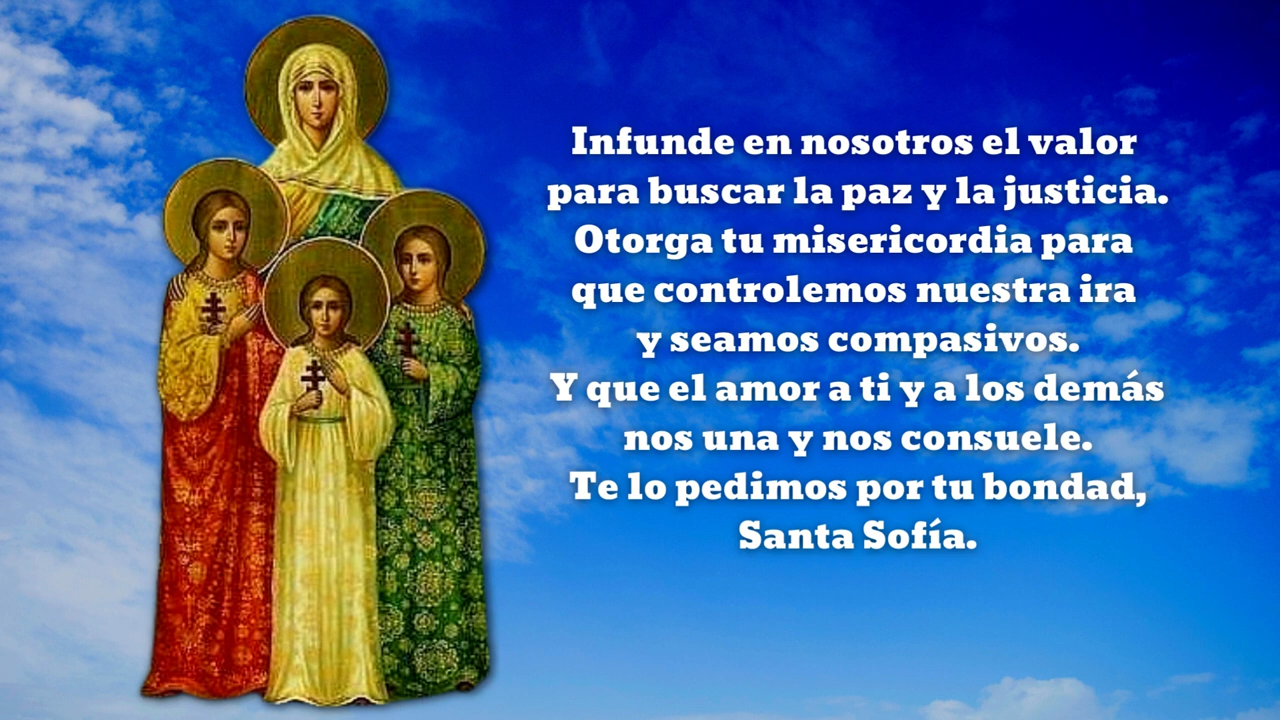 Infunde en nosotros el valor
para buscar la paz y la justicia.
Otorga tu misericordia para
que controlemos nuestra ira
y seamos compasivos.
Y que el amor a ti y a los demás
nos una y nos consuele.
Te lo pedimos por tu bondad,
Santa Sofía.